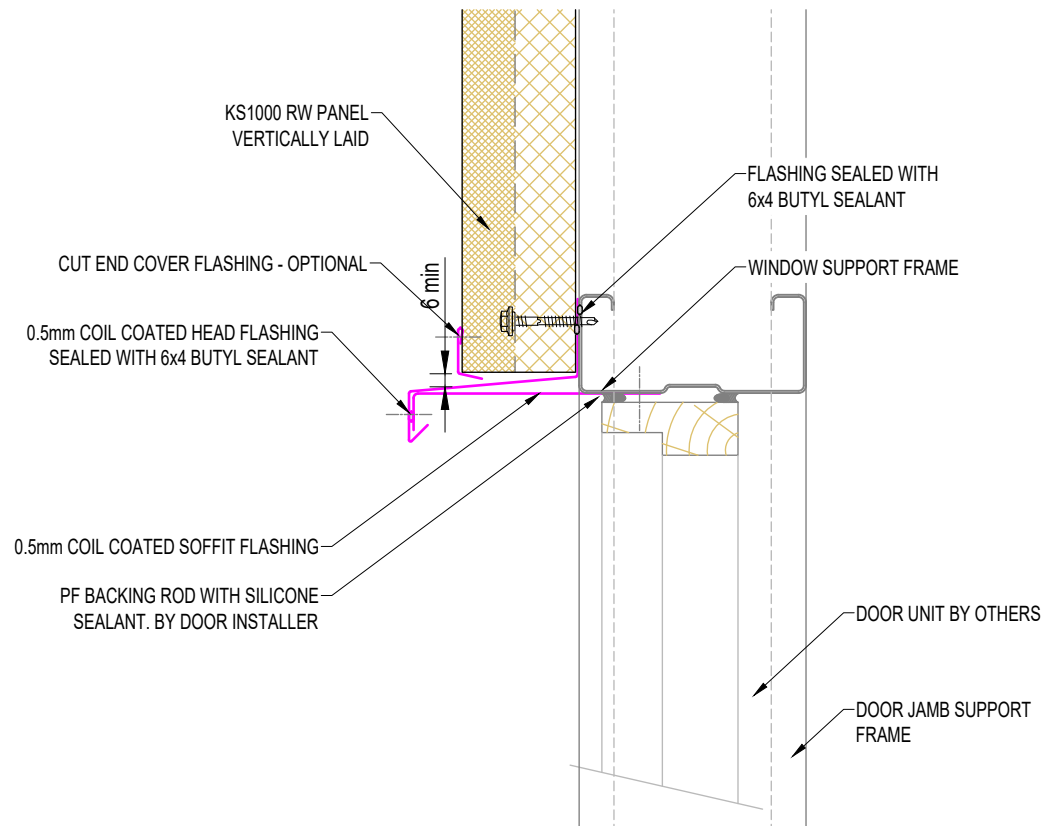 KS1000 RW PANEL
VERTICALLY LAID
FLASHING SEALED WITH
6x4 BUTYL SEALANT
CUT END COVER FLASHING - OPTIONAL
6 min
WINDOW SUPPORT FRAME
0.5mm COIL COATED HEAD FLASHING
SEALED WITH 6x4 BUTYL SEALANT
0.5mm COIL COATED SOFFIT FLASHING
PF BACKING ROD WITH SILICONE
SEALANT. BY DOOR INSTALLER
DOOR UNIT BY OTHERS
DOOR JAMB SUPPORT
FRAME